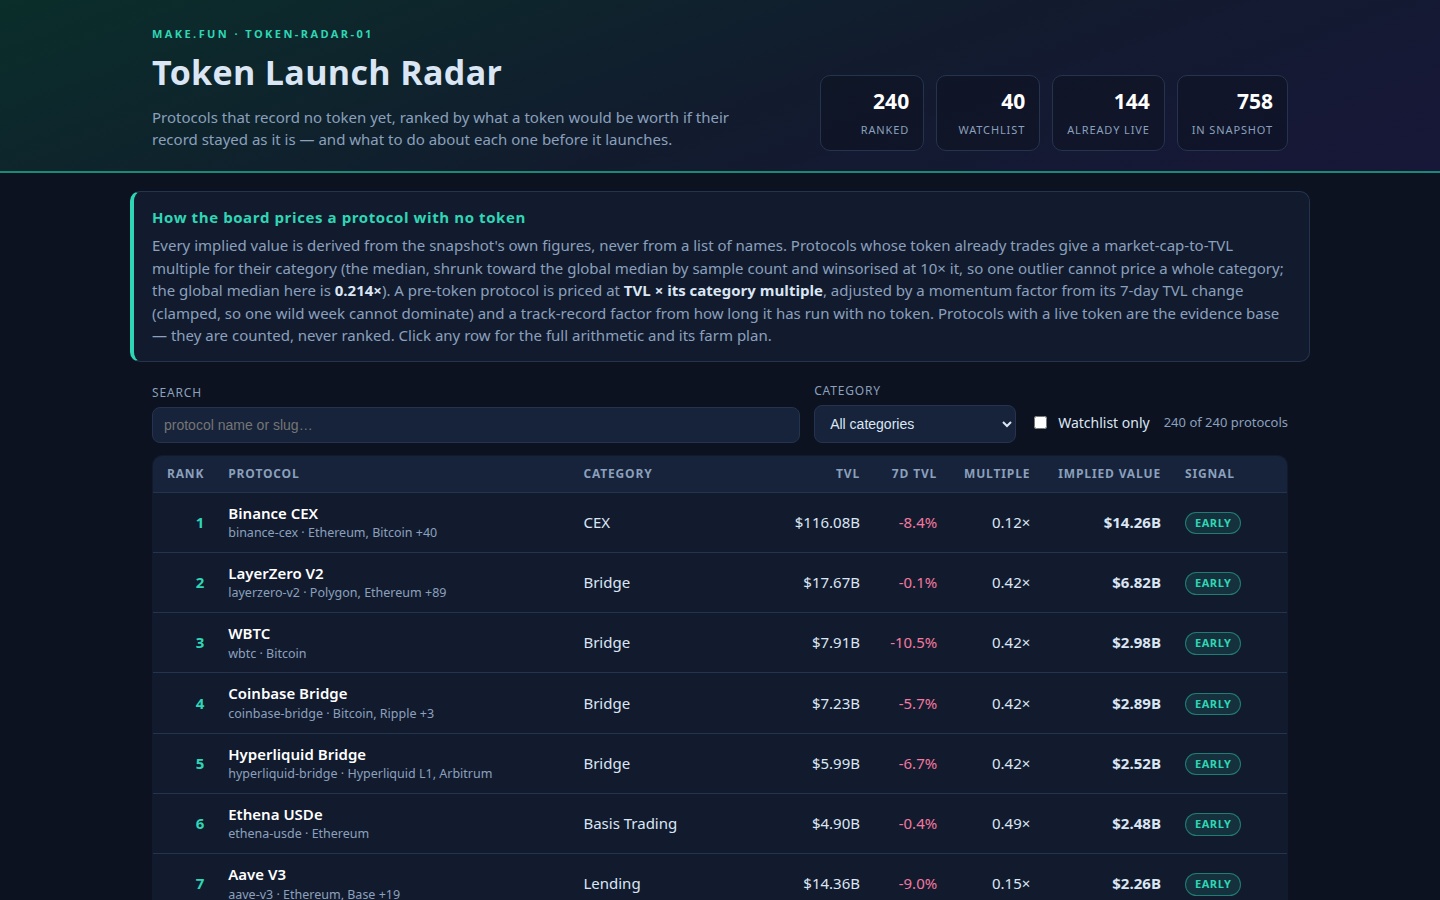 MAKE.FUN · TOKEN-RADAR-01
Token Launch Radar
Protocols that record no token yet, ranked by what a token would be worth if their
record stayed as it is — and what to do about each one before it launches.
240
RANKED
40
WATCHLIST
144
ALREADY LIVE
758
IN SNAPSHOT
How the board prices a protocol with no token
Every implied value is derived from the snapshot's own figures, never from a list of names. Protocols whose token already trades give a market-cap-to-TVL
multiple for their category (the median, shrunk toward the global median by sample count and winsorised at 10× it, so one outlier cannot price a whole category;
the global median here is 0.214×). A pre-token protocol is priced at TVL × its category multiple, adjusted by a momentum factor from its 7-day TVL change
(clamped, so one wild week cannot dominate) and a track-record factor from how long it has run with no token. Protocols with a live token are the evidence base
— they are counted, never ranked. Click any row for the full arithmetic and its farm plan.
SEARCH
protocol name or slug…
CATEGORY
All categories
Watchlist only
240 of 240 protocols
RANK PROTOCOL CATEGORY TVL 7D TVL MULTIPLE IMPLIED VALUE SIGNAL
1 Binance CEX CEX $116.08B -8.4% 0.12× $14.26B EARLY
binance-cex · Ethereum, Bitcoin +40
2 LayerZero V2 Bridge $17.67B -0.1% 0.42× $6.82B EARLY
layerzero-v2 · Polygon, Ethereum +89
3 WBTC Bridge $7.91B -10.5% 0.42× $2.98B EARLY
wbtc · Bitcoin
4 Coinbase Bridge Bridge $7.23B -5.7% 0.42× $2.89B EARLY
coinbase-bridge · Bitcoin, Ripple +3
5 Hyperliquid Bridge Bridge $5.99B -6.7% 0.42× $2.52B EARLY
hyperliquid-bridge · Hyperliquid L1, Arbitrum
6 Ethena USDe Basis Trading $4.90B -0.4% 0.49× $2.48B EARLY
ethena-usde · Ethereum
7 Aave V3 Lending $14.36B -9.0% 0.15× $2.26B EARLY
aave-v3 · Ethereum, Base +19